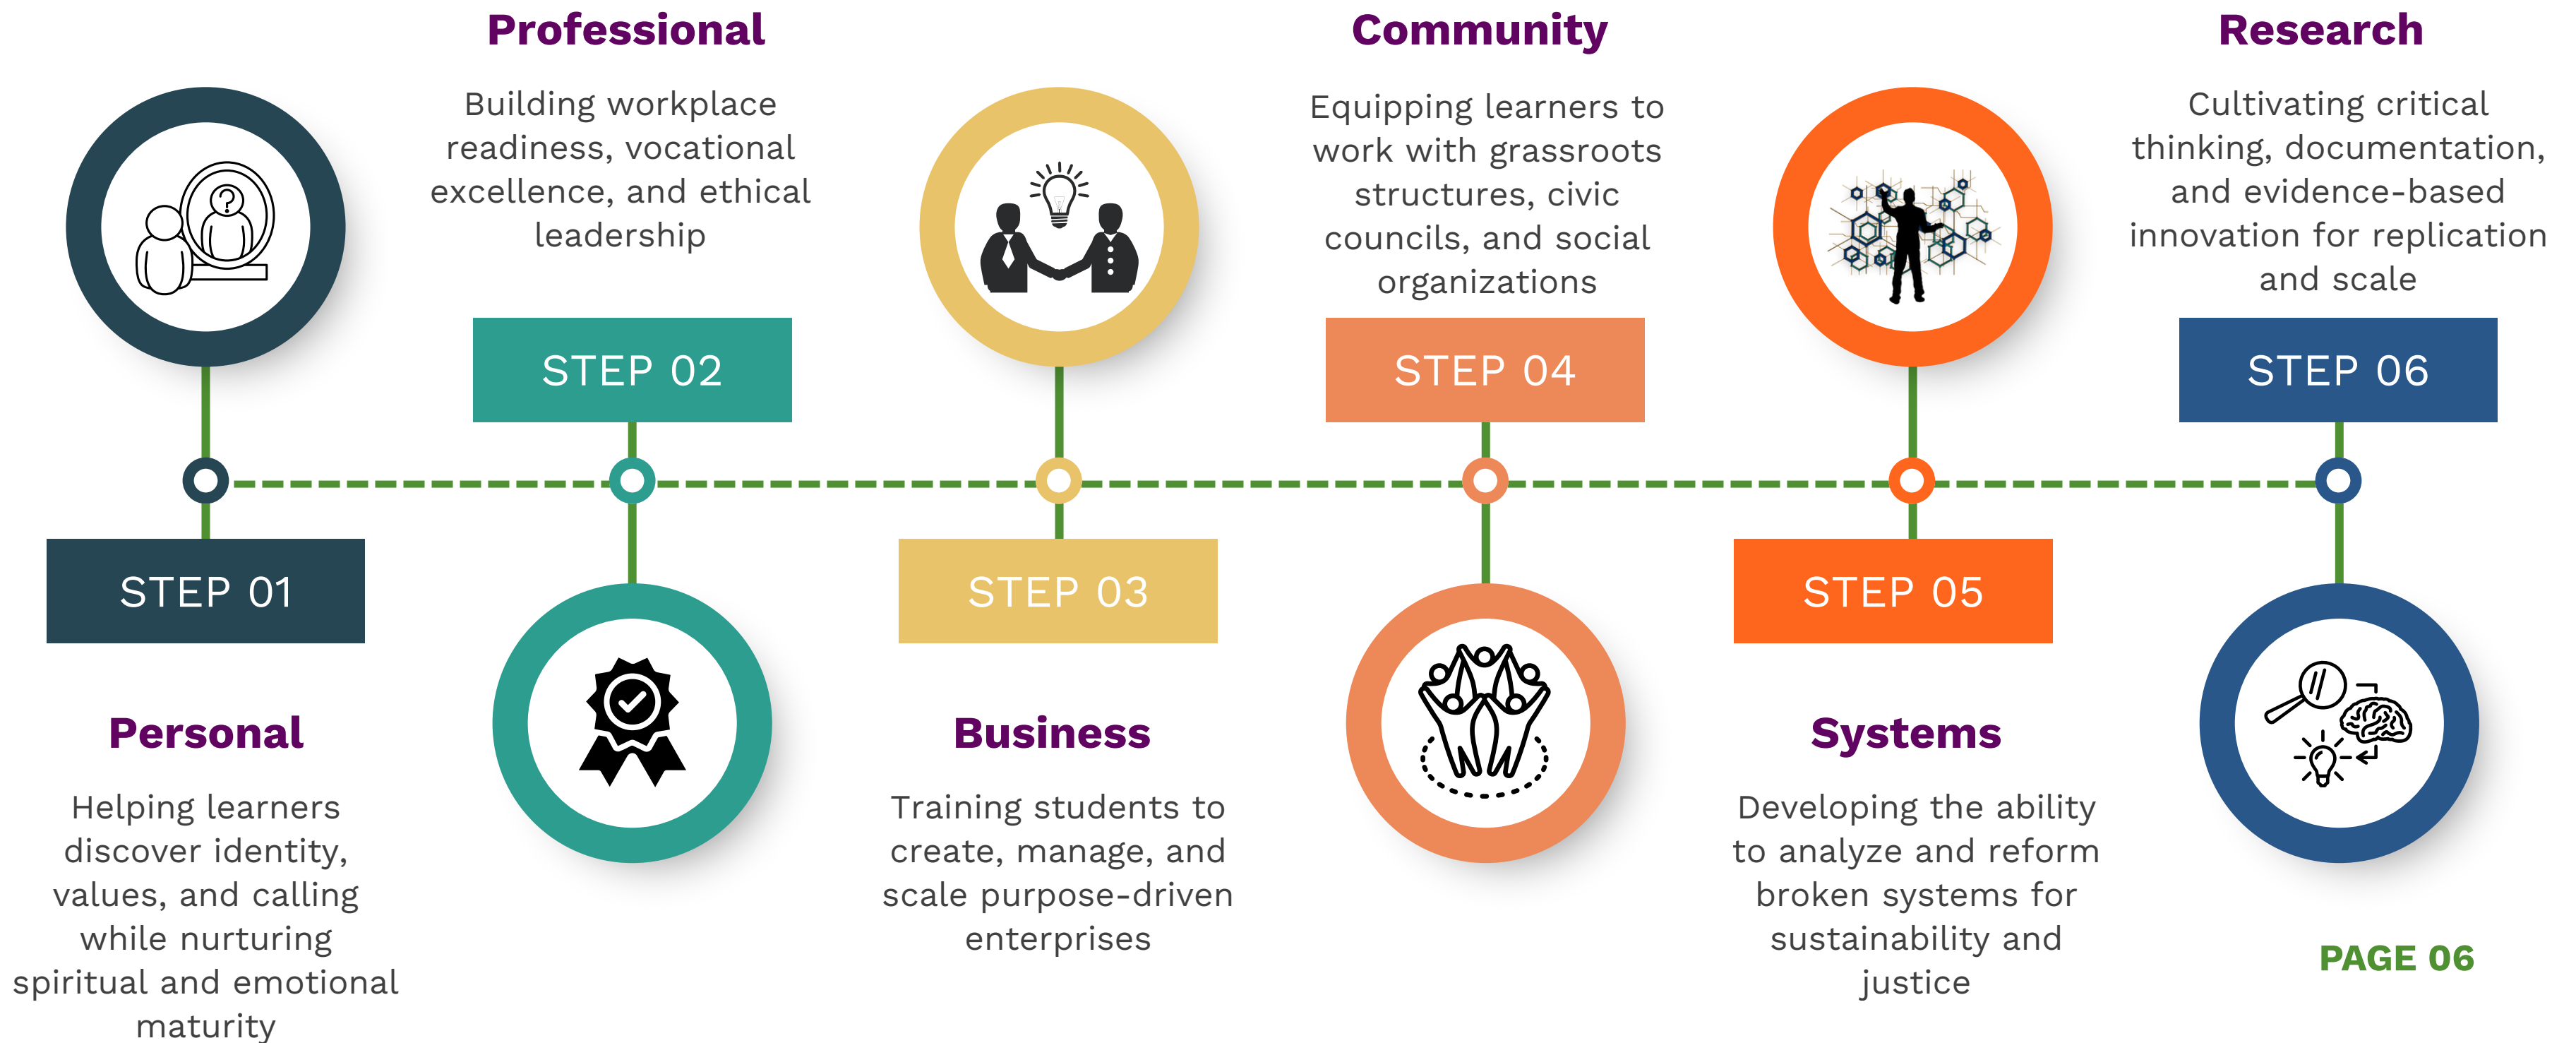 STEP 01
Personal
Helping learners
discover identity,
values, and calling
while nurturing
spiritual and emotional
maturity
Professional
Building workplace
readiness, vocational
excellence, and ethical
leadership
STEP 02
STEP 03
Business
Training students to
create, manage, and
scale purpose-driven
enterprises
Community
Equipping learners to
work with grassroots
structures, civic
councils, and social
organizations
STEP 04
STEP 05
Systems
Developing the ability
to analyze and reform
broken systems for
sustainability and
justice
Research
Cultivating critical
thinking, documentation,
and evidence-based
innovation for replication
and scale
STEP 06
PAGE 06